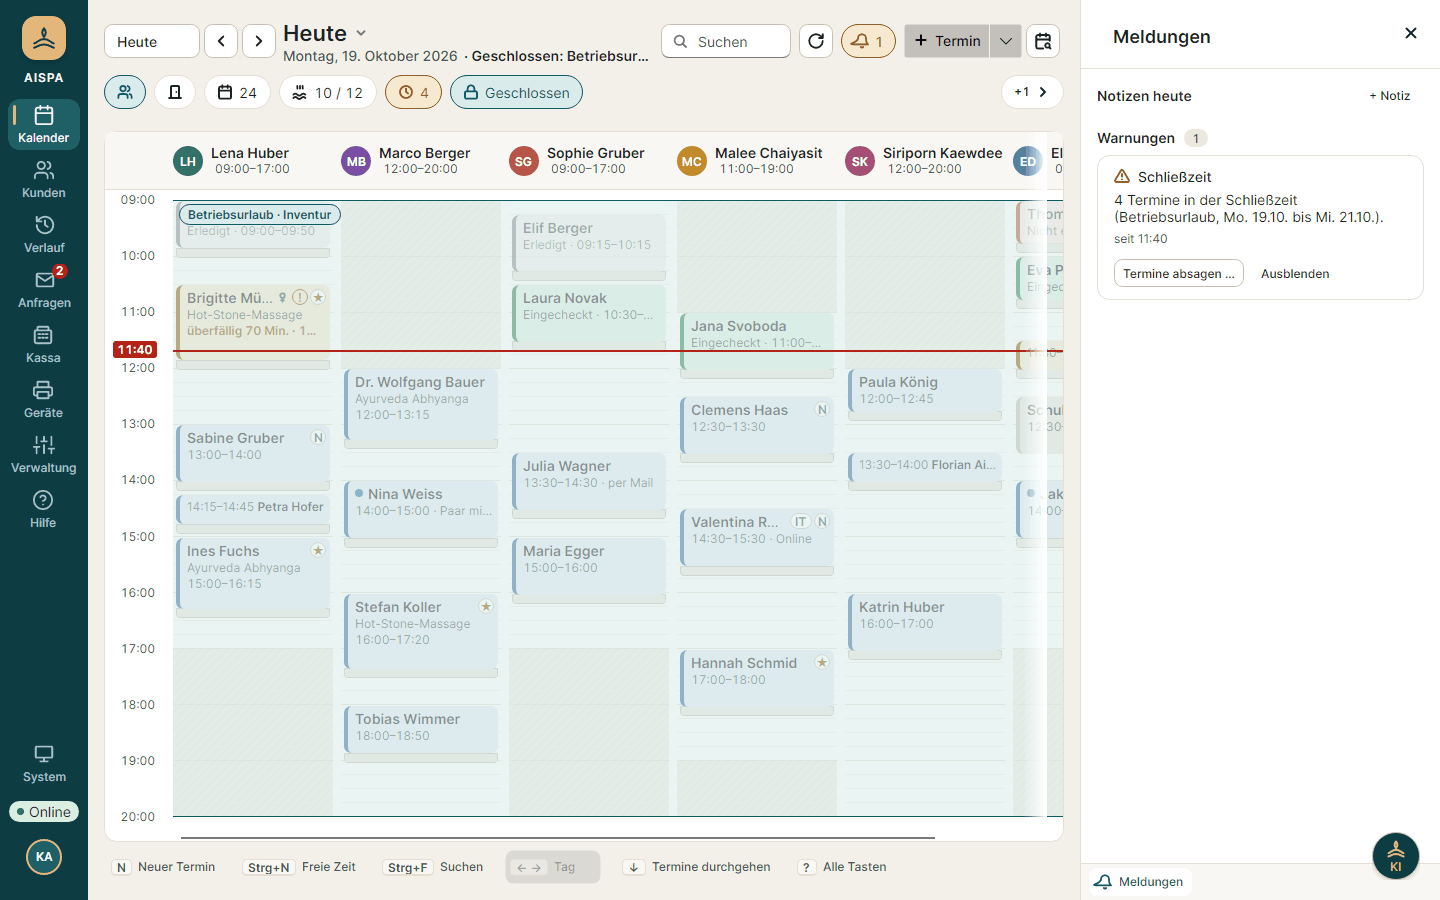 AISPA
Kalender
Kunden
Verlauf
Anfragen
2
Kassa
Geräte
Verwaltung
Hilfe
System
Online
KA
Heute
Heute
Montag, 19. Oktober 2026 · Geschlossen: Betriebsur…
Suchen
1
+ Termin
24
10 / 12
4
Geschlossen
+1
LH
Lena Huber
09:00–17:00
MB
Marco Berger
12:00–20:00
SG
Sophie Gruber
09:00–17:00
MC
Malee Chaiyasit
11:00–19:00
SK
Siriporn Kaewdee
12:00–20:00
ED
09:00
10:00
11:00
11:40
12:00
13:00
14:00
15:00
16:00
17:00
18:00
19:00
20:00
Betriebsurlaub · Inventur
Erledigt · 09:00–09:50
Brigitte Mü…
Hot-Stone-Massage
überfällig 70 Min. · 1…
Sabine Gruber
N
13:00–14:00
14:15–14:45 Petra Hofer
Ines Fuchs
Ayurveda Abhyanga
15:00–16:15
Dr. Wolfgang Bauer
Ayurveda Abhyanga
12:00–13:15
Nina Weiss
14:00–15:00 · Paar mi…
Stefan Koller
Hot-Stone-Massage
16:00–17:20
Tobias Wimmer
18:00–18:50
Elif Berger
Erledigt · 09:15–10:15
Laura Novak
Eingecheckt · 10:30–…
Julia Wagner
13:30–14:30 · per Mail
Maria Egger
15:00–16:00
Jana Svoboda
Eingecheckt · 11:00–…
Clemens Haas
N
12:30–13:30
Valentina R…
IT
N
14:30–15:30 · Online
Hannah Schmid
17:00–18:00
Paula König
12:00–12:45
13:30–14:00 Florian Ai…
Katrin Huber
16:00–17:00
Eva P
N Neuer Termin
Strg+N Freie Zeit
Strg+F Suchen
← → Tag
↓ Termine durchgehen
? Alle Tasten
Meldungen
Notizen heute
+ Notiz
Warnungen
1
Schließzeit
4 Termine in der Schließzeit
(Betriebsurlaub, Mo. 19.10. bis Mi. 21.10.).
seit 11:40
Termine absagen …
Ausblenden
Meldungen
KI